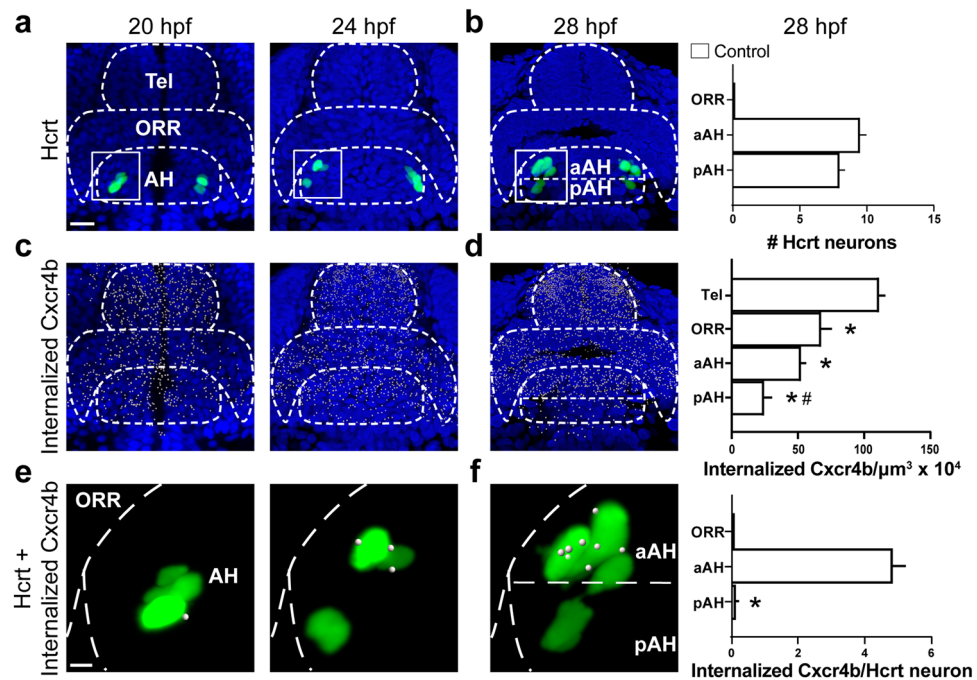 a 20 hpf 24 hpf b 28 hpf 28 hpf
Hcrt
Tel
ORR
AH
aAH
pAH
Control
ORR
aAH
pAH
0 5 10 15
# Hcrt neurons
c d
Internalized Cxcr4b
Tel
ORR *
aAH *
pAH * #
0 50 100 150
Internalized Cxcr4b/µm³ x 10⁴
e f
Hcrt +
Internalized Cxcr4b
ORR
AH
aAH
pAH
ORR
aAH
pAH *
0 2 4 6
Internalized Cxcr4b/Hcrt neuron